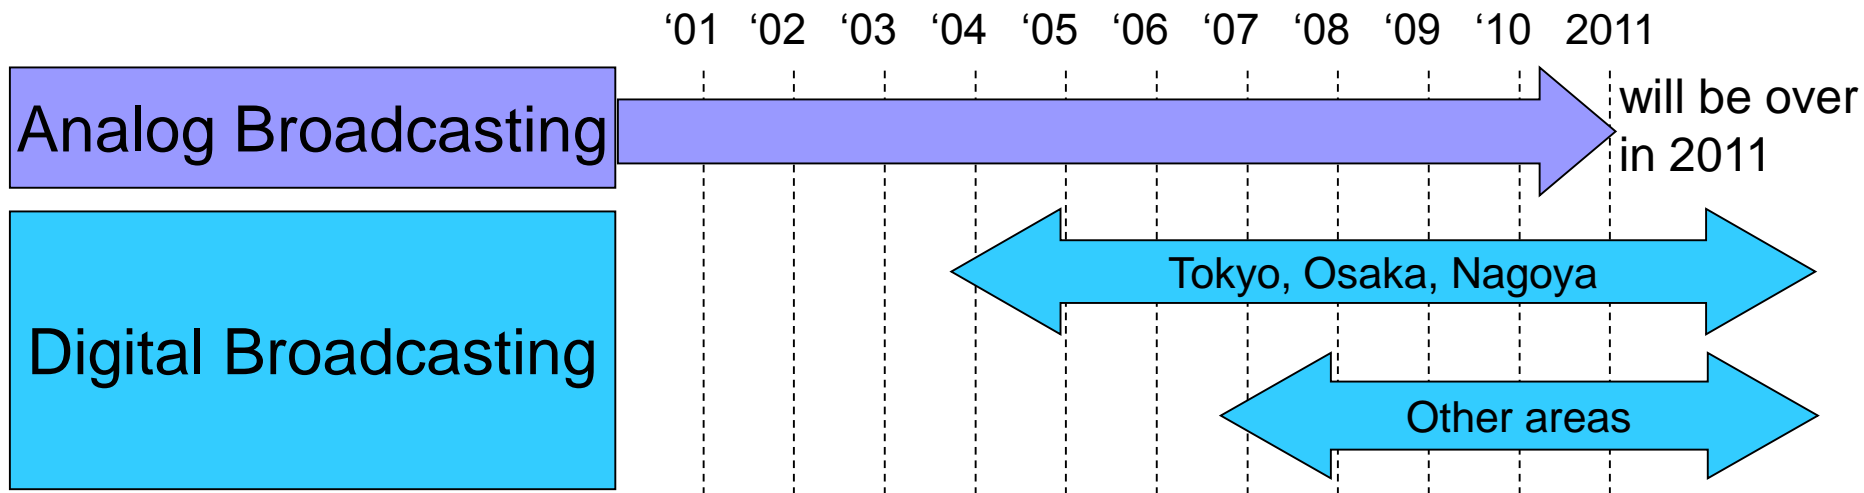 ‘01 ‘02 ‘03 ‘04 ‘05 ‘06 ‘07 ‘08 ‘09 ‘10 2011
Analog Broadcasting
will be over
in 2011
Tokyo, Osaka, Nagoya
Digital Broadcasting
Other areas